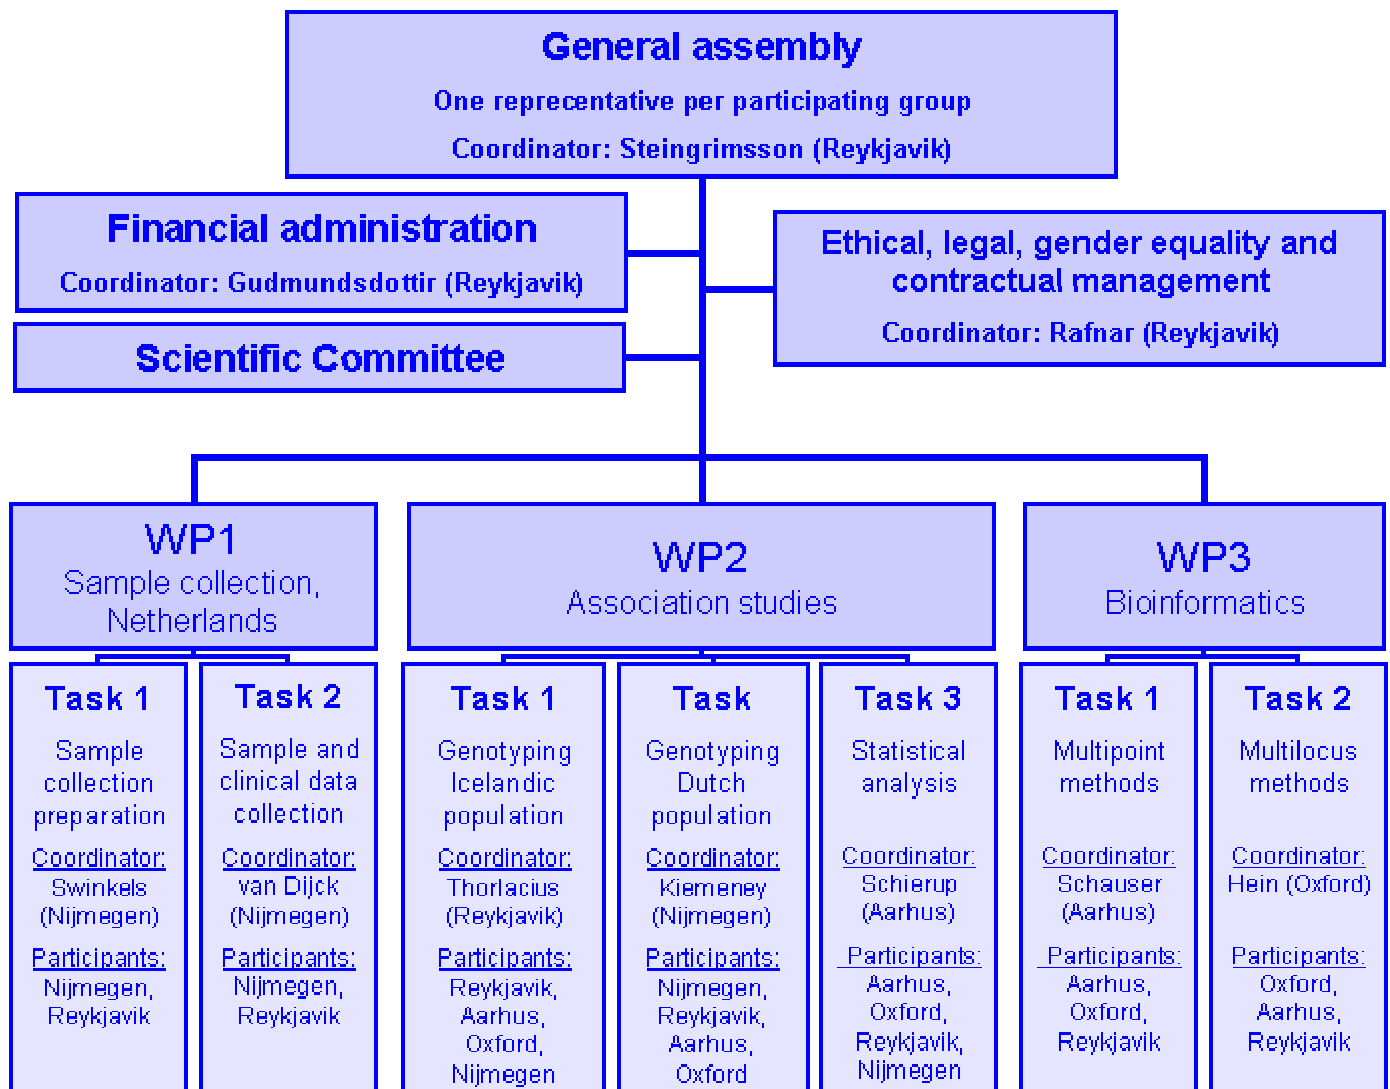 General assembly
One reprecentative per participating group
Coordinator: Steingrimsson (Reykjavik)
Financial administration
Coordinator: Gudmundsdottir (Reykjavik)
Ethical, legal, gender equality and
contractual management
Coordinator: Rafnar (Reykjavik)
Scientific Committee
WP1
Sample collection,
Netherlands
WP2
Association studies
WP3
Bioinformatics
Task 1
Sample
collection
preparation
Coordinator:
Swinkels
(Nijmegen)
Participants:
Nijmegen,
Reykjavik
Task 2
Sample and
clinical data
collection
Coordinator:
van Dijck
(Nijmegen)
Participants:
Nijmegen,
Reykjavik
Task 1
Genotyping
Icelandic
population
Coordinator:
Thorlacius
(Reykjavik)
Participants:
Reykjavik,
Aarhus,
Oxford,
Nijmegen
Task
Genotyping
Dutch
population
Coordinator:
Kiemeney
(Nijmegen)
Participants:
Nijmegen,
Reykjavik,
Aarhus,
Oxford
Task 3
Statistical
analysis
Coordinator:
Schierup
(Aarhus)
Participants:
Aarhus,
Oxford,
Reykjavik,
Nijmegen
Task 1
Multipoint
methods
Coordinator:
Schauser
(Aarhus)
Participants:
Aarhus,
Oxford,
Reykjavik
Task 2
Multilocus
methods
Coordinator:
Hein (Oxford)
Participants:
Oxford,
Aarhus,
Reykjavik